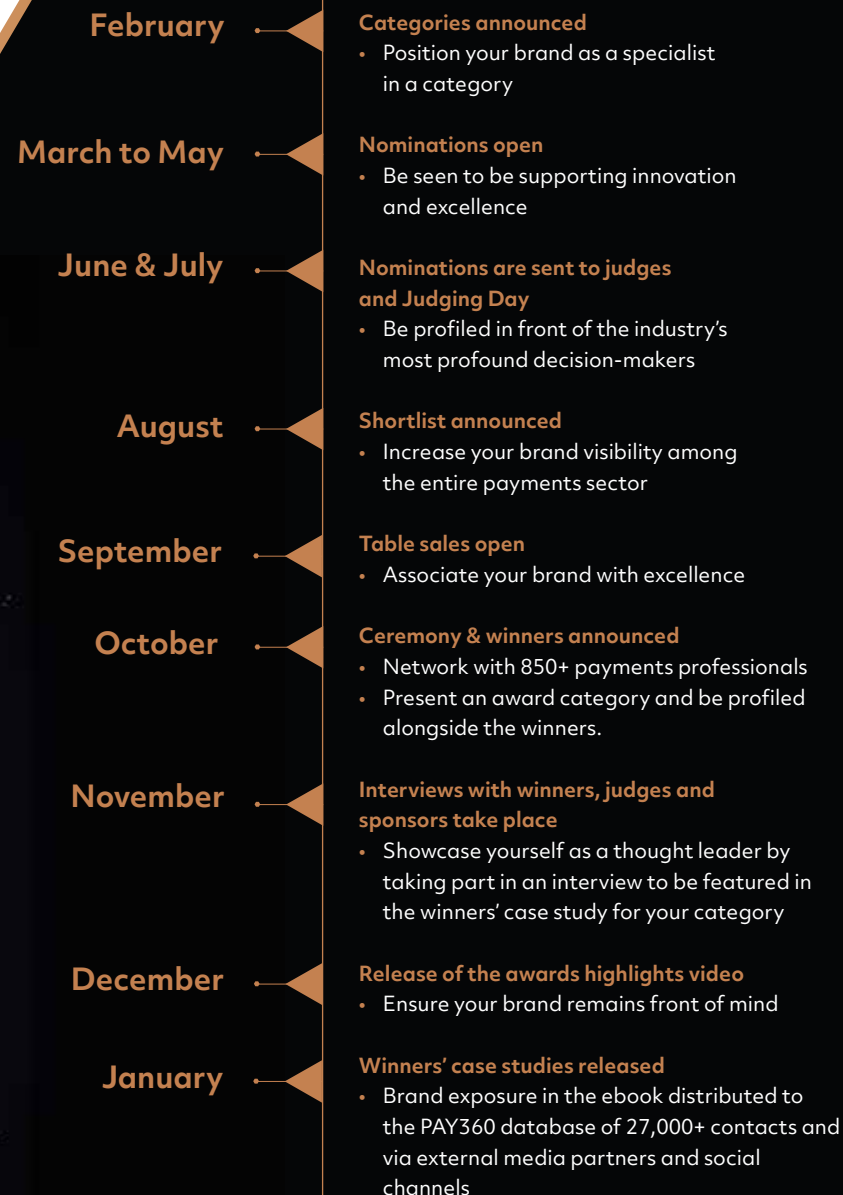 February
Categories announced
• Position your brand as a specialist
in a category
March to May
Nominations open
• Be seen to be supporting innovation
and excellence
June & July
Nominations are sent to judges
and Judging Day
• Be profiled in front of the industry’s
most profound decision-makers
August
Shortlist announced
• Increase your brand visibility among
the entire payments sector
September
Table sales open
• Associate your brand with excellence
October
Ceremony & winners announced
• Network with 850+ payments professionals
• Present an award category and be profiled
alongside the winners.
November
Interviews with winners, judges and
sponsors take place
• Showcase yourself as a thought leader by
taking part in an interview to be featured in
the winners’ case study for your category
December
Release of the awards highlights video
• Ensure your brand remains front of mind
January
Winners’ case studies released
• Brand exposure in the ebook distributed to
the PAY360 database of 27,000+ contacts and
via external media partners and social
channels